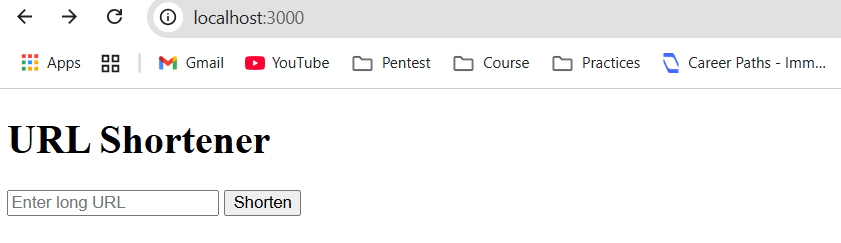 localhost:3000
Apps Gmail YouTube Pentest Course Practices Career Paths - Imm...
URL Shortener
Enter long URL Shorten